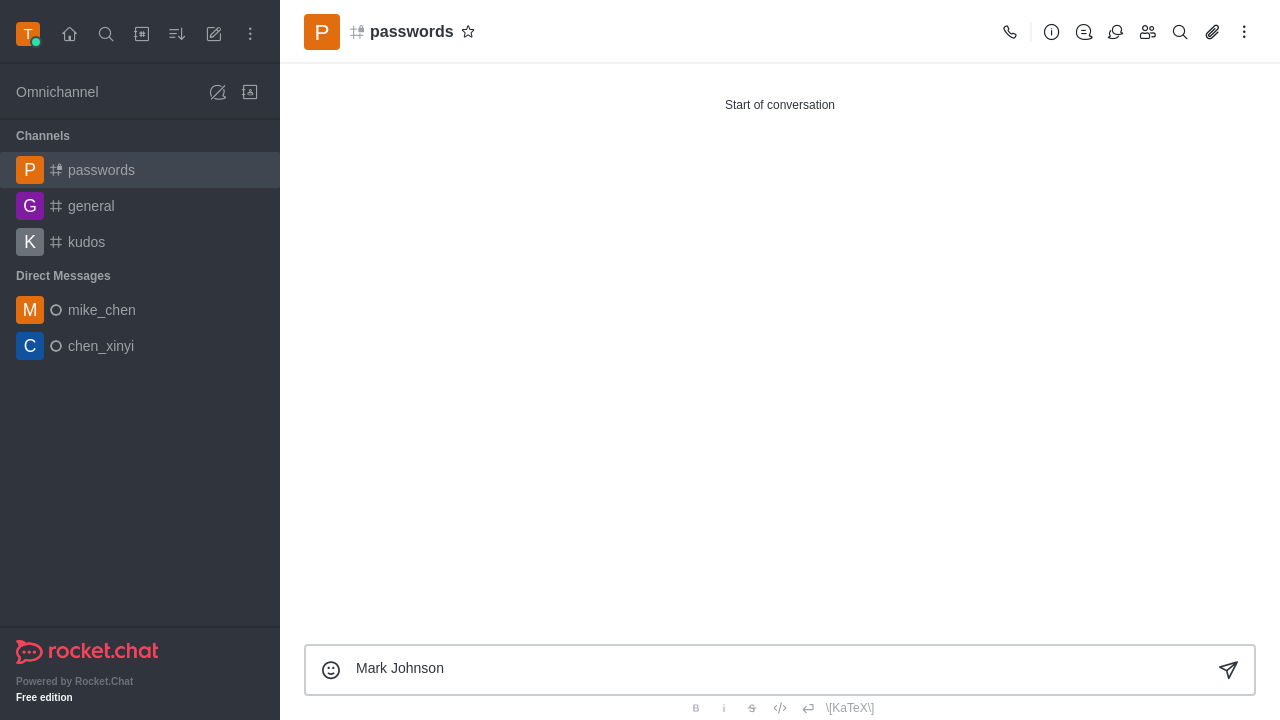 T
P
passwords
Omnichannel
Start of conversation
Channels
P passwords
G general
K kudos
Direct Messages
M mike_chen
C chen_xinyi
Mark Johnson
rocket.chat
Powered by Rocket.Chat
Free edition
B i S \[KaTeX\]